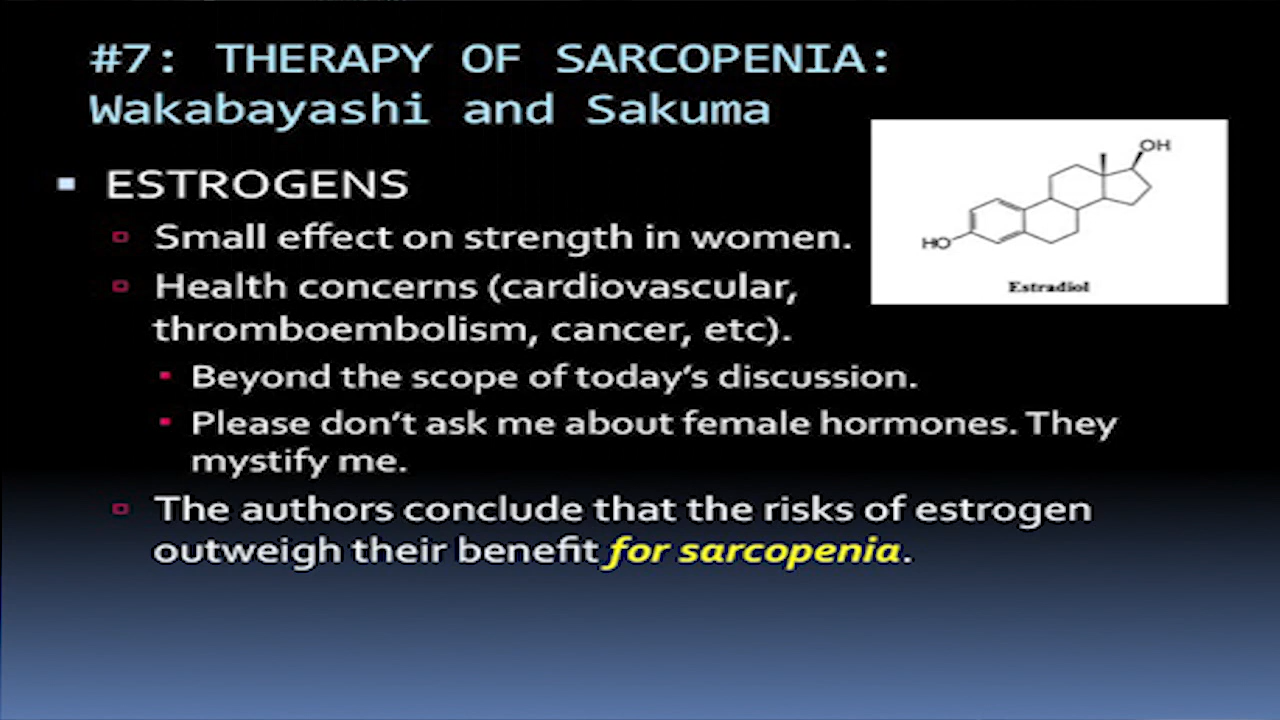 #7: THERAPY OF SARCOPENIA:
Wakabayashi and Sakuma
ESTROGENS
Small effect on strength in women.
Health concerns (cardiovascular,
thromboembolism, cancer, etc).
Beyond the scope of today's discussion.
Please don't ask me about female hormones. They
mystify me.
The authors conclude that the risks of estrogen
outweigh their benefit for sarcopenia.
OH
HO
Estradiol